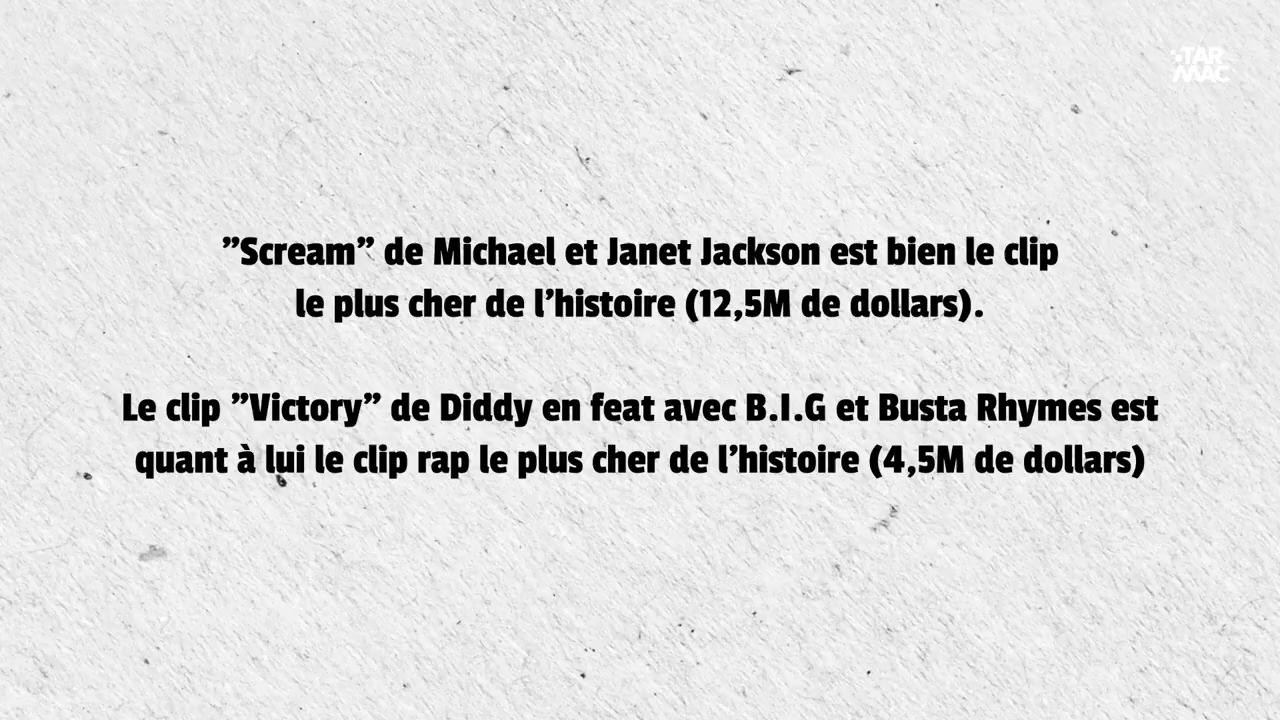 TAR
MAC
”Scream” de Michael et Janet Jackson est bien le clip
le plus cher de l’histoire (12,5M de dollars).
Le clip ”Victory” de Diddy en feat avec B.I.G et Busta Rhymes est
quant à lui le clip rap le plus cher de l’histoire (4,5M de dollars)